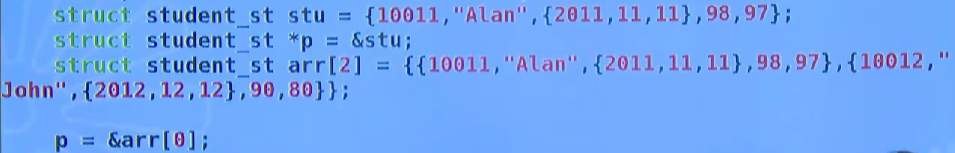 struct student_st stu = {10011,"Alan",{2011,11,11},98,97};
struct student_st *p = &stu;
struct student_st arr[2] = {{10011,"Alan",{2011,11,11},98,97},{10012,"
John",{2012,12,12},90,80}};
p = &arr[0];